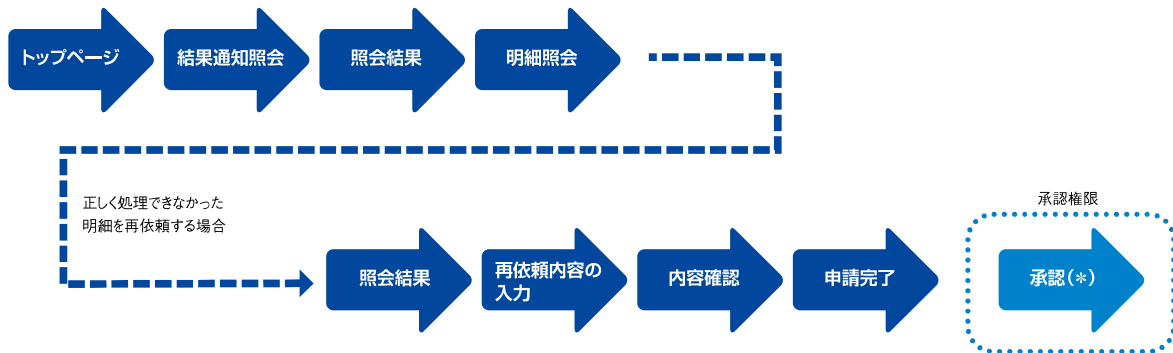 トップページ
結果通知照会
照会結果
明細照会
正しく処理できなかった
明細を再依頼する場合
照会結果
再依頼内容の
入力
内容確認
申請完了
承認権限
承認(＊)